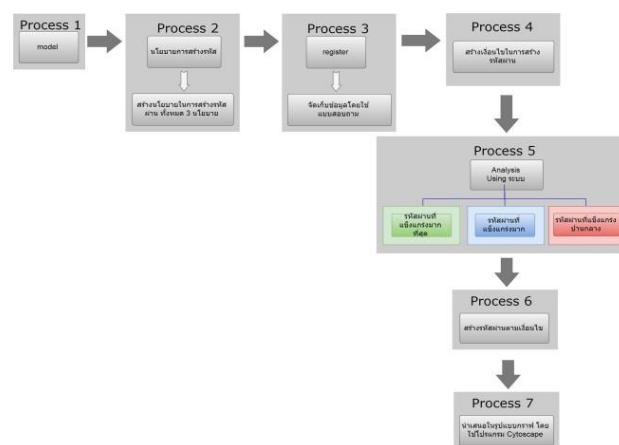 Process 1
model
Process 2
นโยบายการสร้างรหัส
สร้างนโยบายในการสร้างรหัส
ผ่าน ทั้งหมด 3 นโยบาย
Process 3
register
จัดเก็บข้อมูลโดยใช้
แบบสอบถาม
Process 4
สร้างเงื่อนไขในการสร้าง
รหัสผ่าน
Process 5
Analysis
Using ระบบ
รหัสผ่านที่
แข็งแกร่งมาก
ที่สุด
รหัสผ่านที่
แข็งแกร่งมาก
รหัสผ่านที่แข็งแกร่ง
ปานกลาง
Process 6
สร้างรหัสผ่านตามเงื่อนไข
Process 7
นำเสนอในรูปแบบกราฟ โดย
ใช้โปรแกรม Cytoscape